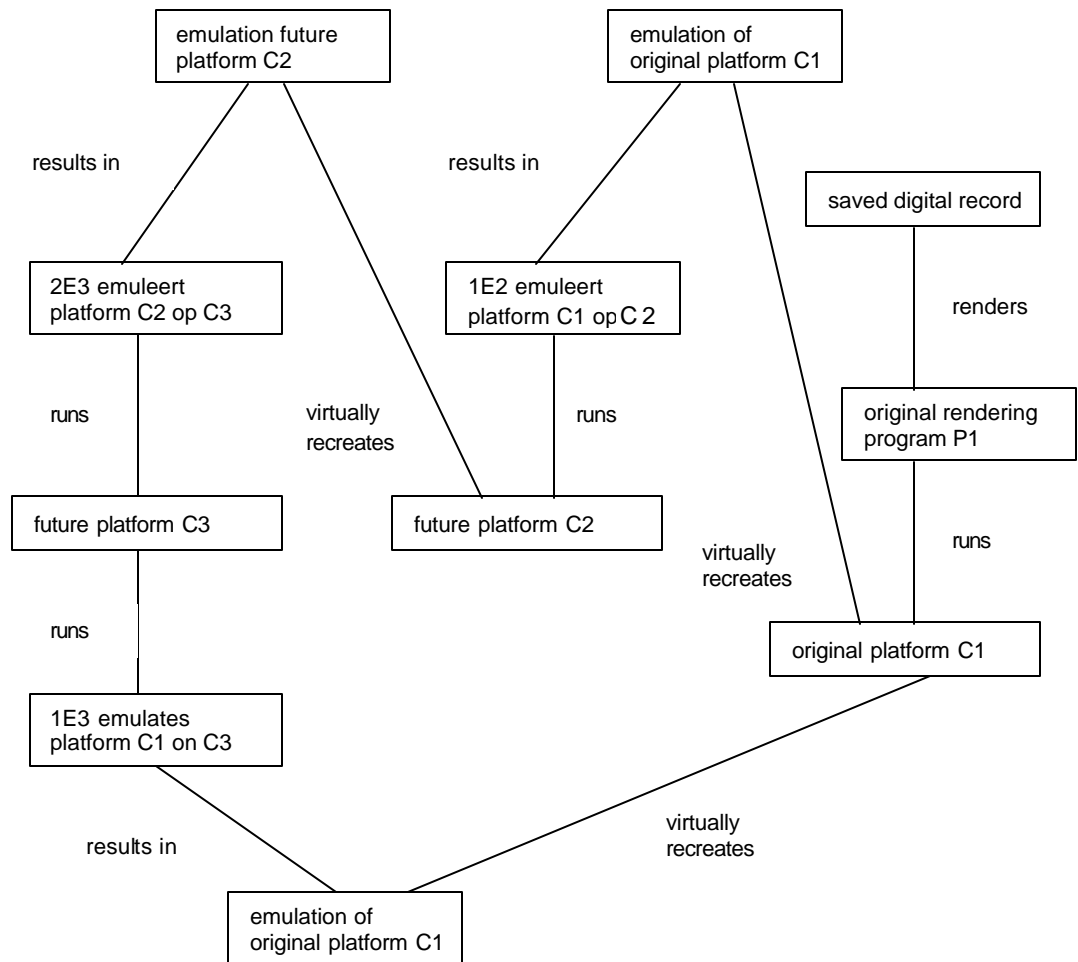 emulation future
platform C2
emulation of
original platform C1
results in
results in
saved digital record
2E3 emuleert
platform C2 op C3
1E2 emuleert
platform C1 op C 2
renders
runs
virtually
recreates
runs
original rendering
program P1
future platform C3
future platform C2
virtually
recreates
runs
runs
original platform C1
1E3 emulates
platform C1 on C3
results in
virtually
recreates
emulation of
original platform C1